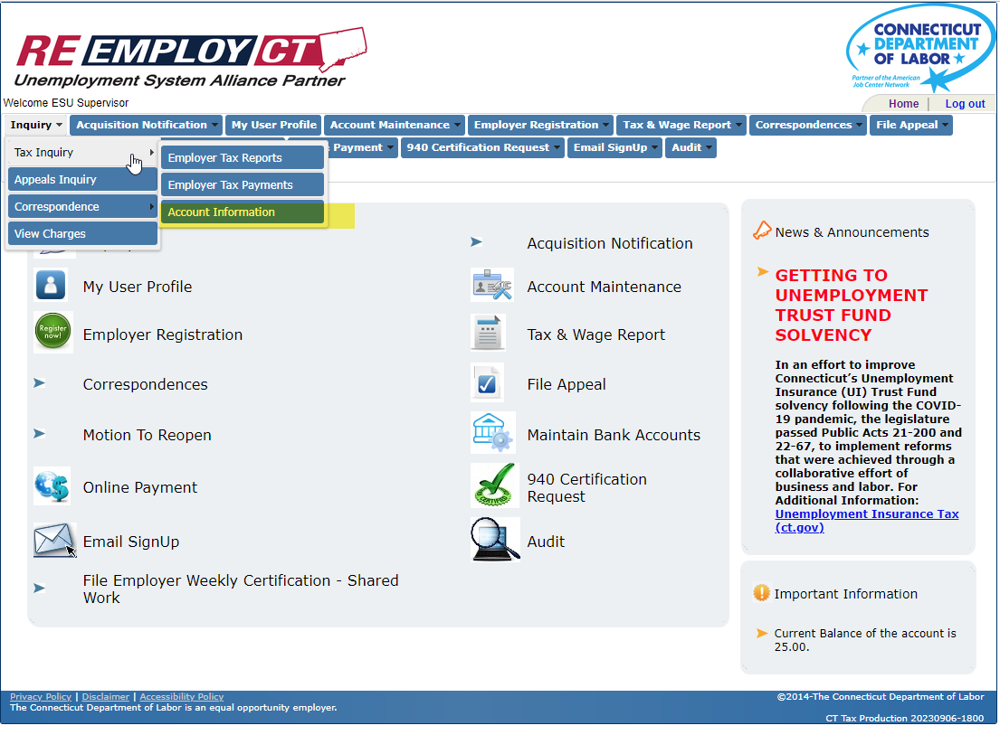 REEMPLOYCT
Unemployment System Alliance Partner
CONNECTICUT
DEPARTMENT
OF LABOR
Partner of the American
Job Center Network
Welcome ESU Supervisor
Home | Log out
Inquiry Acquisition Notification My User Profile Account Maintenance Employer Registration Tax & Wage Report Correspondences File Appeal
Payment 940 Certification Request Email SignUp Audit
Tax Inquiry
Appeals Inquiry
Correspondence
View Charges
Employer Tax Reports
Employer Tax Payments
Account Information
Acquisition Notification
My User Profile
Account Maintenance
Register
now!
Employer Registration
Tax & Wage Report
Correspondences
File Appeal
Motion To Reopen
Maintain Bank Accounts
Online Payment
CERTIFIED
940 Certification
Request
Email SignUp
Audit
File Employer Weekly Certification - Shared
Work
News & Announcements
GETTING TO
UNEMPLOYMENT
TRUST FUND
SOLVENCY
In an effort to improve
Connecticut’s Unemployment
Insurance (UI) Trust Fund
solvency following the COVID-
19 pandemic, the legislature
passed Public Acts 21-200 and
22-67, to implement reforms
that were achieved through a
collaborative effort of
business and labor. For
Additional Information:
Unemployment Insurance Tax
(ct.gov)
Important Information
Current Balance of the account is
25.00.
Privacy Policy | Disclaimer | Accessibility Policy
The Connecticut Department of Labor is an equal opportunity employer.
©2014-The Connecticut Department of Labor
CT Tax Production 20230906-1800